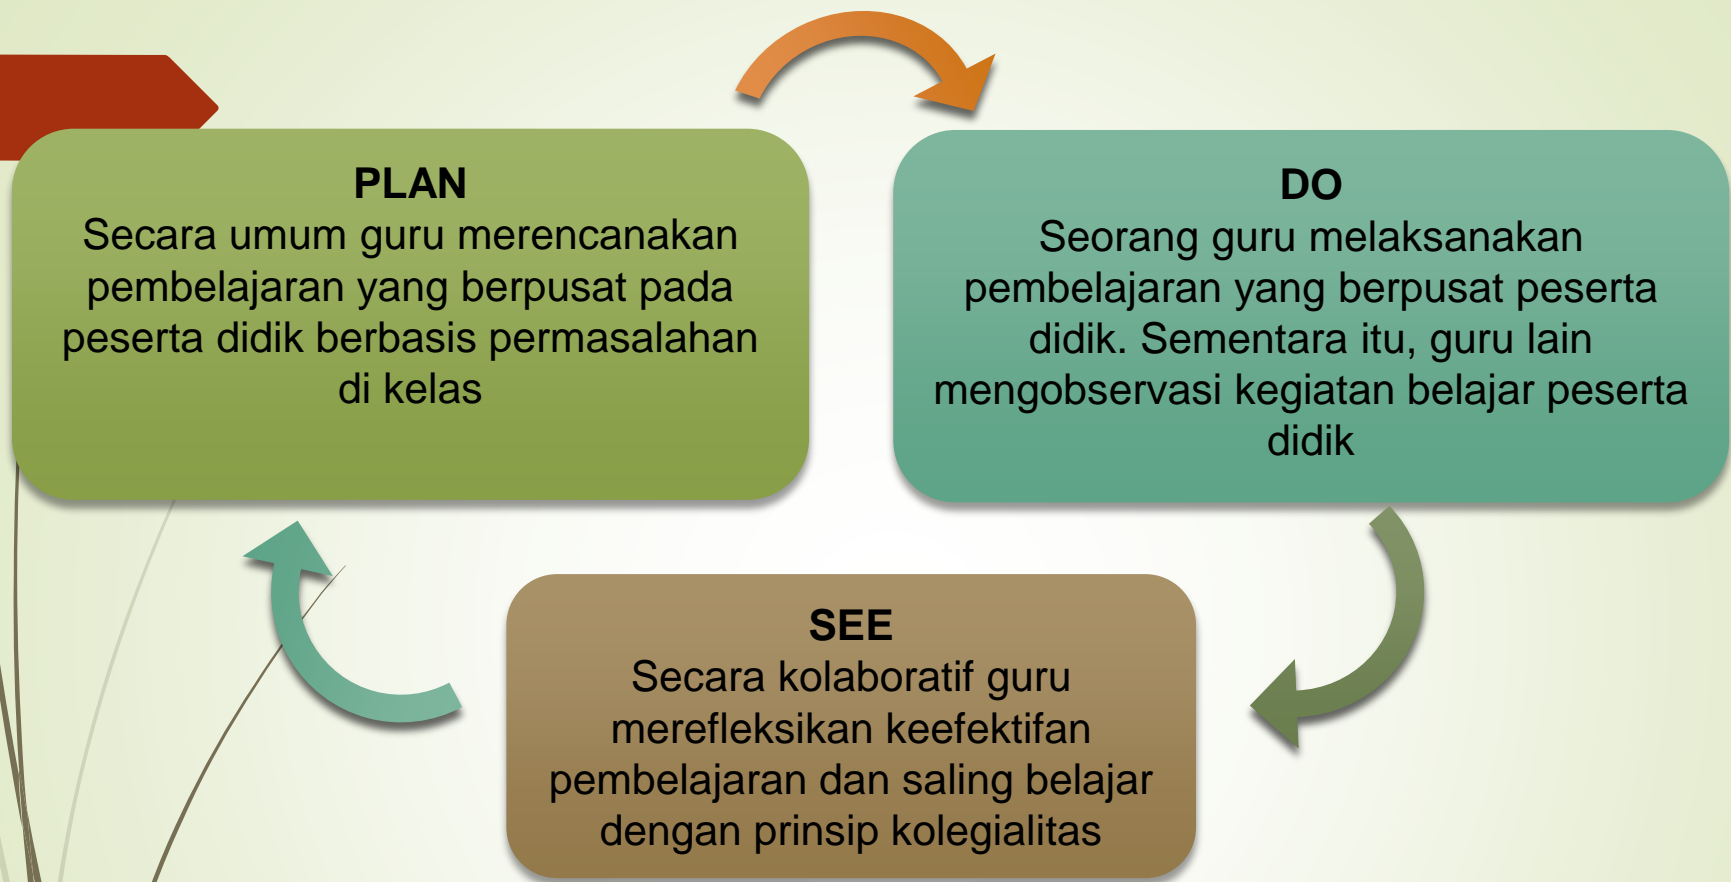 PLAN
Secara umum guru merencanakan
pembelajaran yang berpusat pada
peserta didik berbasis permasalahan
di kelas
DO
Seorang guru melaksanakan
pembelajaran yang berpusat peserta
didik. Sementara itu, guru lain
mengobservasi kegiatan belajar peserta
didik
SEE
Secara kolaboratif guru
merefleksikan keefektifan
pembelajaran dan saling belajar
dengan prinsip kolegialitas